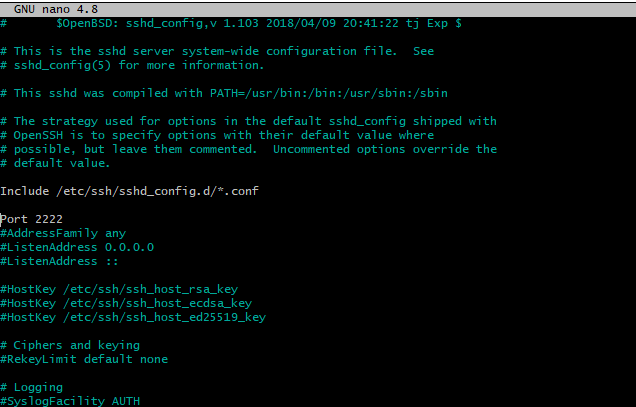 GNU nano 4.8
#       $OpenBSD: sshd_config,v 1.103 2018/04/09 20:41:22 tj Exp $
# This is the sshd server system-wide configuration file.  See
# sshd_config(5) for more information.
# This sshd was compiled with PATH=/usr/bin:/bin:/usr/sbin:/sbin
# The strategy used for options in the default sshd_config shipped with
# OpenSSH is to specify options with their default value where
# possible, but leave them commented.  Uncommented options override the
# default value.
Include /etc/ssh/sshd_config.d/*.conf
Port 2222
#AddressFamily any
#ListenAddress 0.0.0.0
#ListenAddress ::
#HostKey /etc/ssh/ssh_host_rsa_key
#HostKey /etc/ssh/ssh_host_ecdsa_key
#HostKey /etc/ssh/ssh_host_ed25519_key
# Ciphers and keying
#RekeyLimit default none
# Logging
#SyslogFacility AUTH